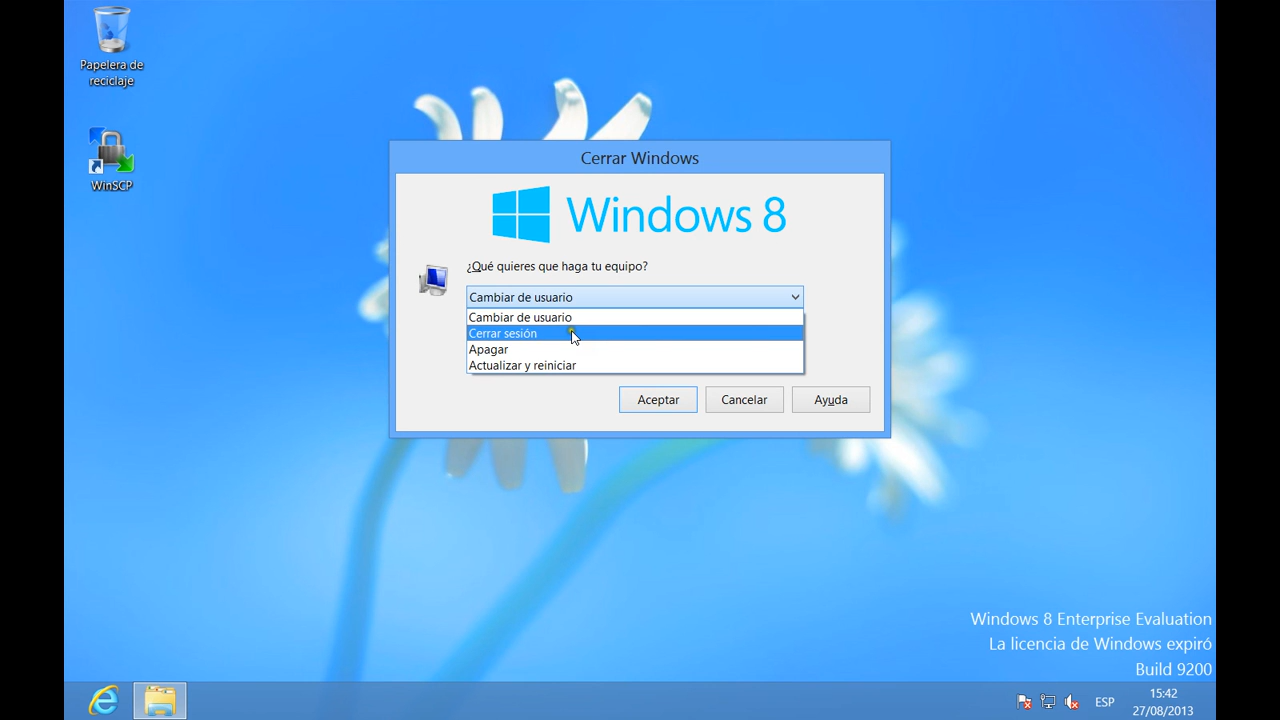 Papelera de
reciclaje
WinSCP
Cerrar Windows
Windows 8
¿Qué quieres que haga tu equipo?
Cambiar de usuario
Cambiar de usuario
Cerrar sesión
Apagar
Actualizar y reiniciar
Aceptar
Cancelar
Ayuda
Windows 8 Enterprise Evaluation
La licencia de Windows expiró
Build 9200
ESP
15:42
27/08/2013